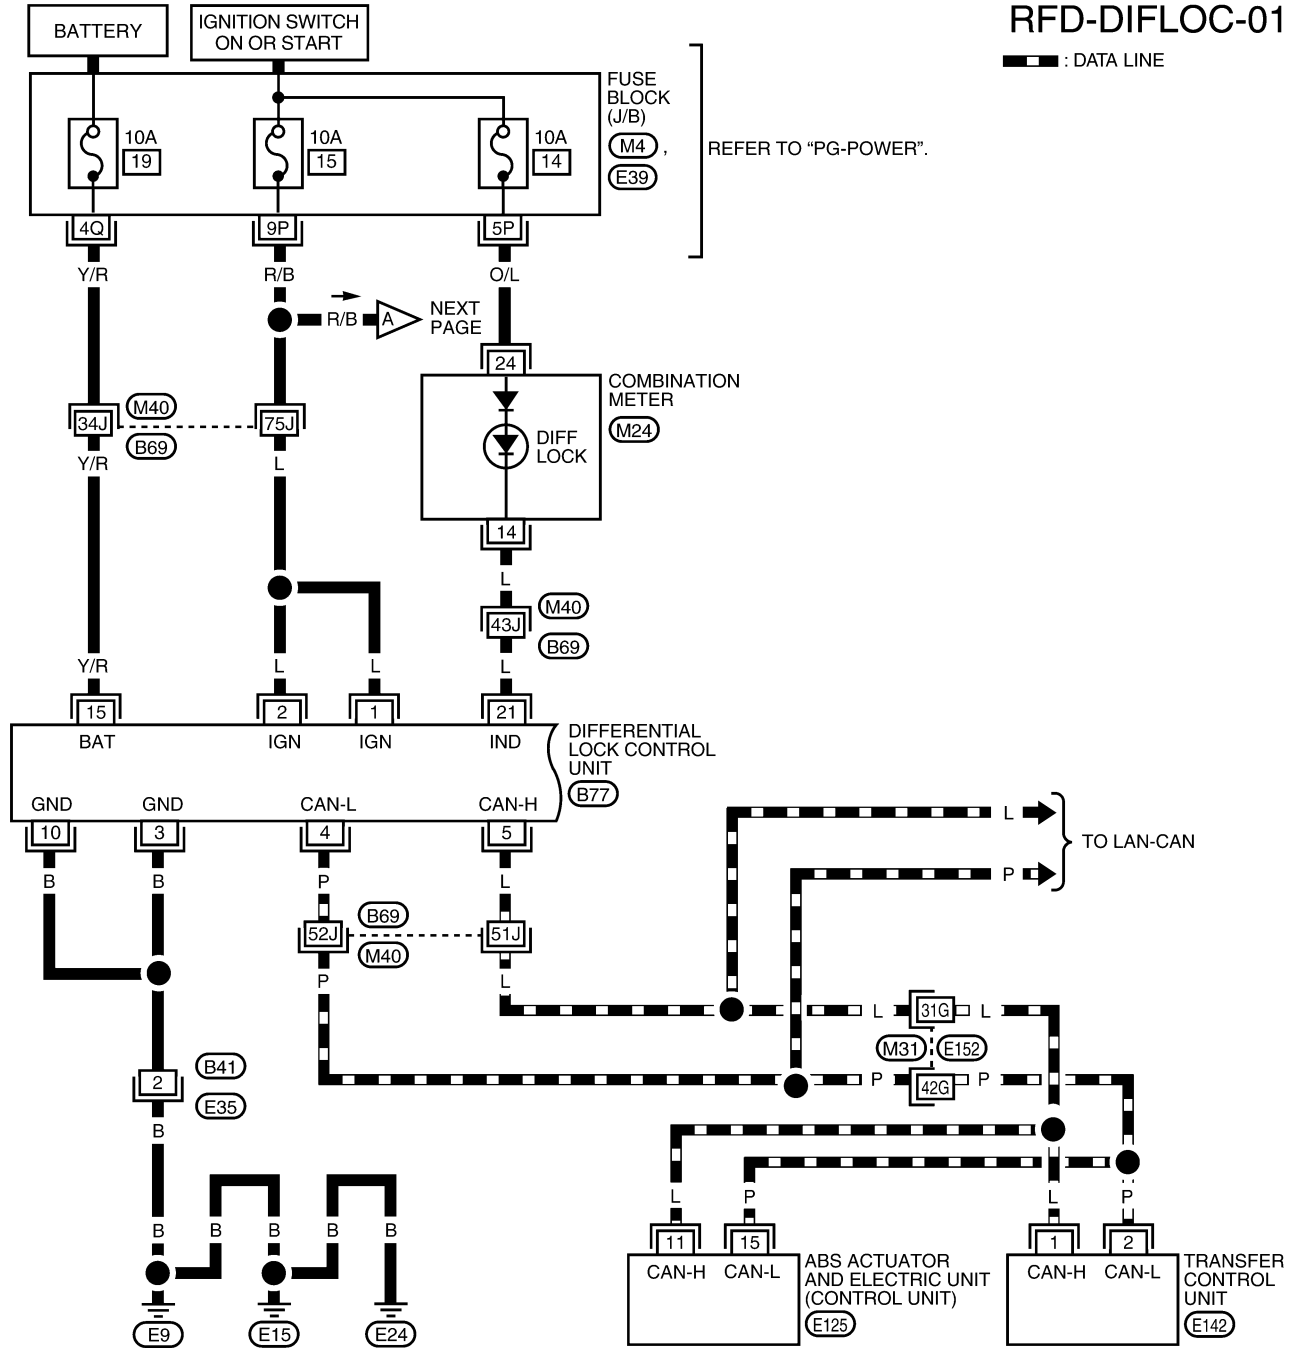 RFD-DIFLOC-01
: DATA LINE
BATTERY
IGNITION SWITCH
ON OR START
FUSE
BLOCK
(J/B)
M4 ,
E39
REFER TO “PG-POWER”.
10A
19
10A
15
10A
14
4Q
9P
5P
Y/R
R/B
O/L
R/B
A
NEXT
PAGE
24
COMBINATION
METER
M24
DIFF
LOCK
14
34J
M40
B69
75J
Y/R
L
L
43J
M40
B69
Y/R
L
L
L
15
2
1
21
BAT
IGN
IGN
IND
DIFFERENTIAL
LOCK CONTROL
UNIT
B77
GND
GND
CAN-L
CAN-H
10
3
4
5
B
B
P
L
L
P
TO LAN-CAN
52J
B69
M40
51J
P
L
L
31G
L
M31
E152
P
42G
P
2
B41
E35
B
B
B
B
B
B
E9
E15
E24
L
P
L
P
11
15
1
2
CAN-H
CAN-L
CAN-H
CAN-L
ABS ACTUATOR
AND ELECTRIC UNIT
(CONTROL UNIT)
E125
TRANSFER
CONTROL
UNIT
E142